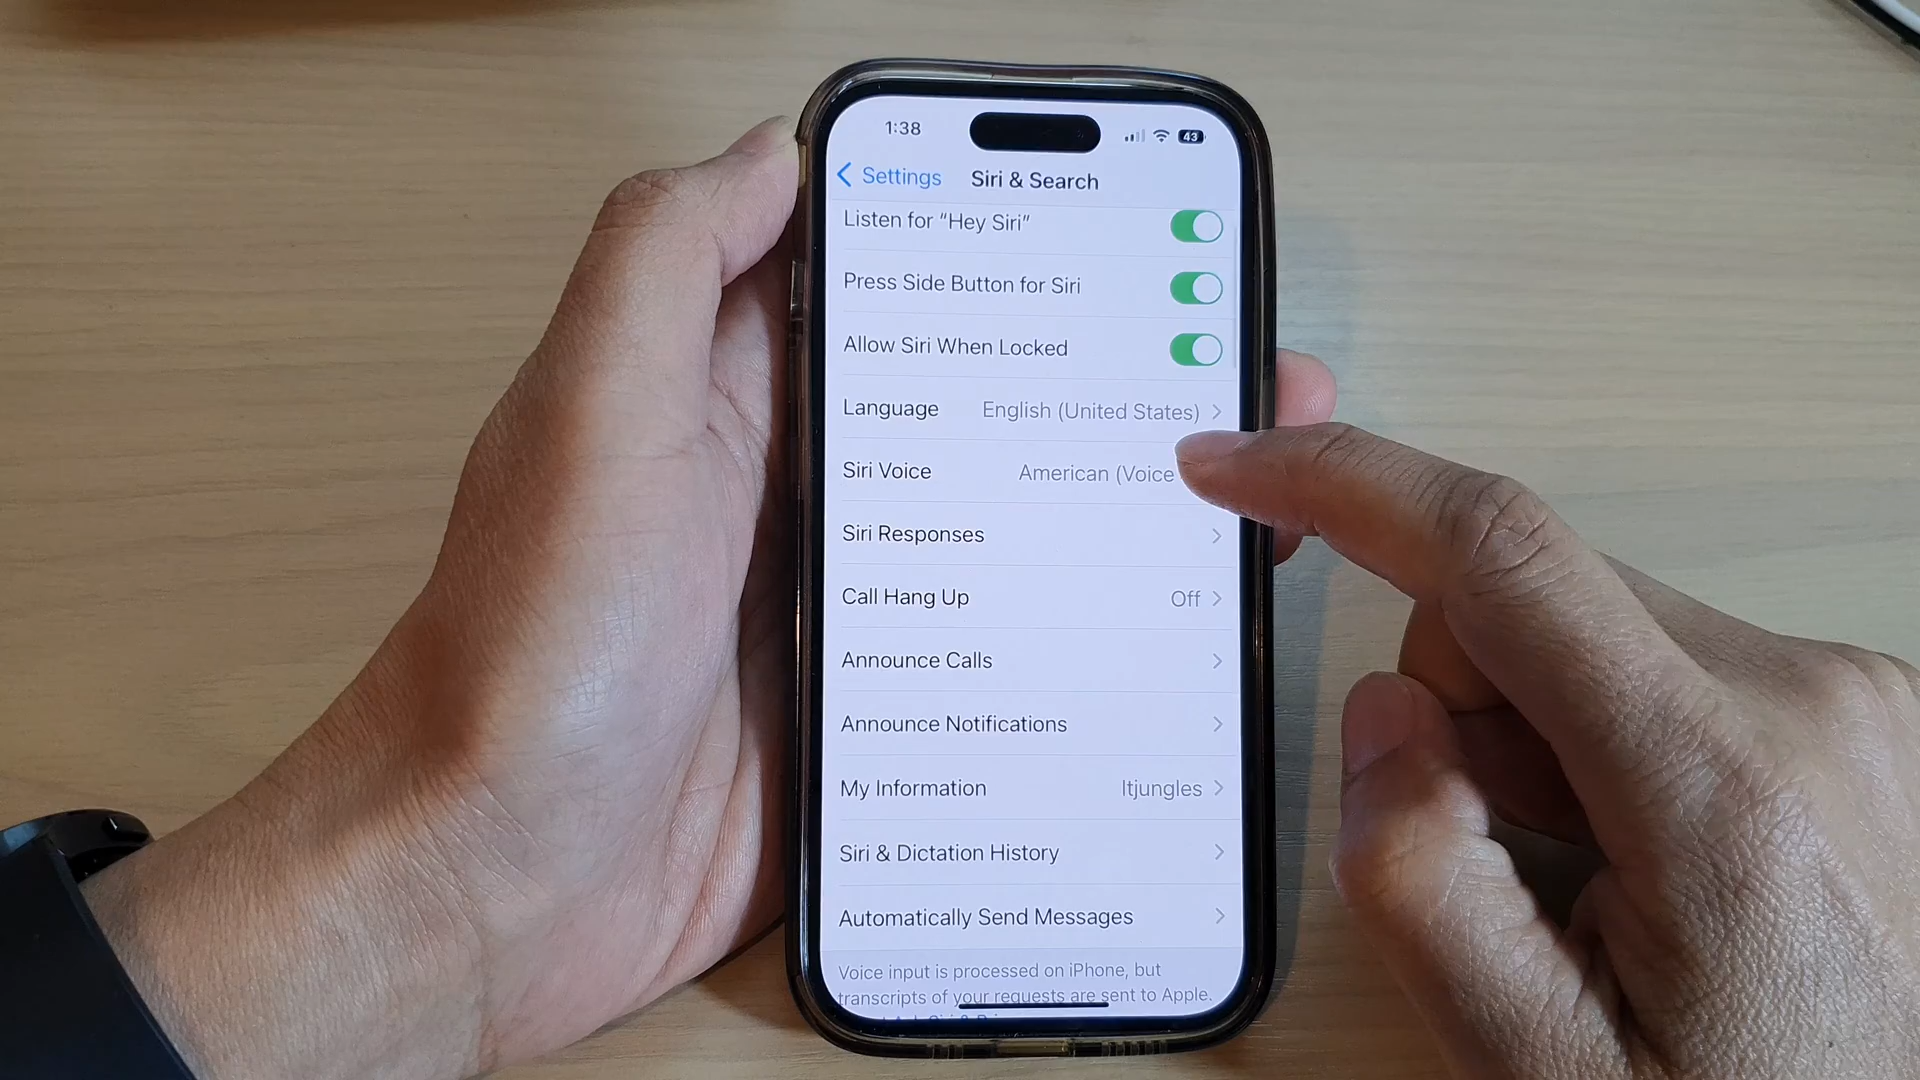 1:38
43
Settings
Siri & Search
Listen for “Hey Siri”
Press Side Button for Siri
Allow Siri When Locked
Language English (United States)
Siri Voice American (Voice
Siri Responses
Call Hang Up Off
Announce Calls
Announce Notifications
My Information Itjungles
Siri & Dictation History
Automatically Send Messages
Voice input is processed on iPhone, but
transcripts of your requests are sent to Apple.